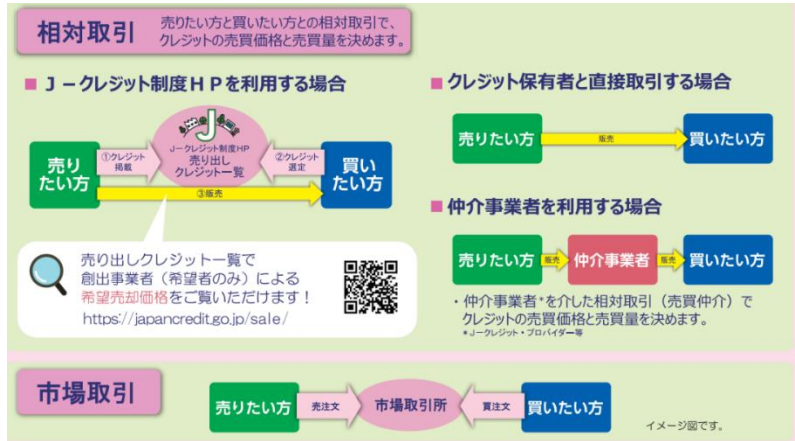 相対取引
売りたい方と買いたい方との相対取引で、
クレジットの売買価格と売買量を決めます。
■ J－クレジット制度HPを利用する場合
売り
たい方
①クレジット
掲載
J－クレジット制度HP
売り出し
クレジット一覧
②クレジット
選定
買い
たい方
③販売
売り出しクレジット一覧で
創出事業者（希望者のみ）による
希望売却価格をご覧いただけます！
https://japancredit.go.jp/sale/
■ クレジット保有者と直接取引する場合
売りたい方
販売
買いたい方
■ 仲介事業者を利用する場合
売りたい方
販売
仲介事業者
販売
買いたい方
・仲介事業者*を介した相対取引（売買仲介）で
クレジットの売買価格と売買量を決めます。
*J－クレジット・プロバイダー等
市場取引
売りたい方
売注文
市場取引所
買注文
買いたい方
イメージ図です。